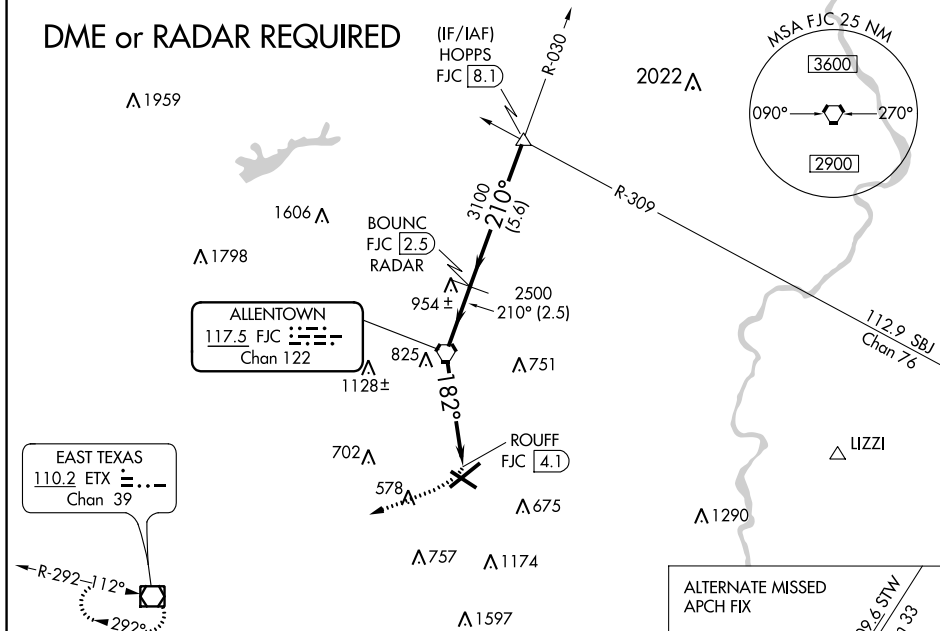 DME or RADAR REQUIRED
(IF/IAF)
HOPPS
FJC 8.1
R-030
2022
MSA FJC 25 NM
3600
090°
270°
2900
1959
R-309
3100
210°
(5.6)
1606
BOUNC
FJC 2.5
RADAR
1798
954±
2500
210° (2.5)
ALLENTOWN
117.5 FJC
Chan 122
112.9 SBJ
Chan 76
825
751
1128±
182°
702
ROUFF
FJC 4.1
LIZZI
EAST TEXAS
110.2 ETX
Chan 39
578
675
1290
757
1174
R-292
112°
292°
1597
ALTERNATE MISSED
APCH FIX
9.6 STW
33